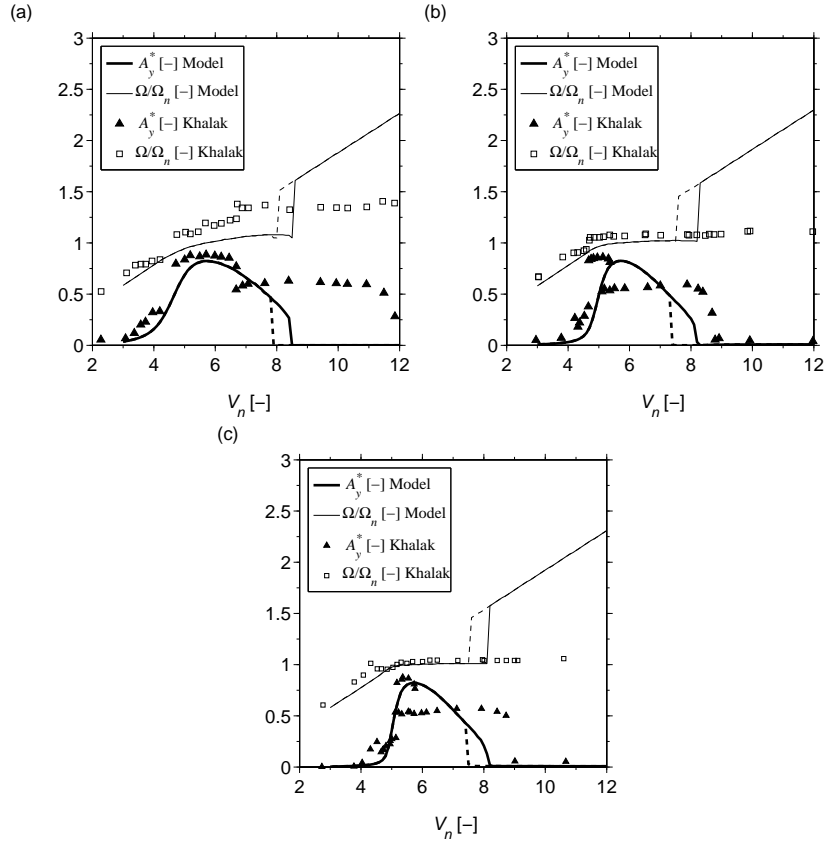 (a)
3
2.5
2
1.5
1
0.5
0
A*y [–] Model
Ω/Ωn [–] Model
A*y [–] Khalak
Ω/Ωn [–] Khalak
2 4 6 8 10 12
Vn [–]
(b)
3
2.5
2
1.5
1
0.5
0
A*y [–] Model
Ω/Ωn [–] Model
A*y [–] Khalak
Ω/Ωn [–] Khalak
2 4 6 8 10 12
Vn [–]
(c)
3
2.5
2
1.5
1
0.5
0
A*y [–] Model
Ω/Ωn [–] Model
A*y [–] Khalak
Ω/Ωn [–] Khalak
2 4 6 8 10 12
Vn [–]